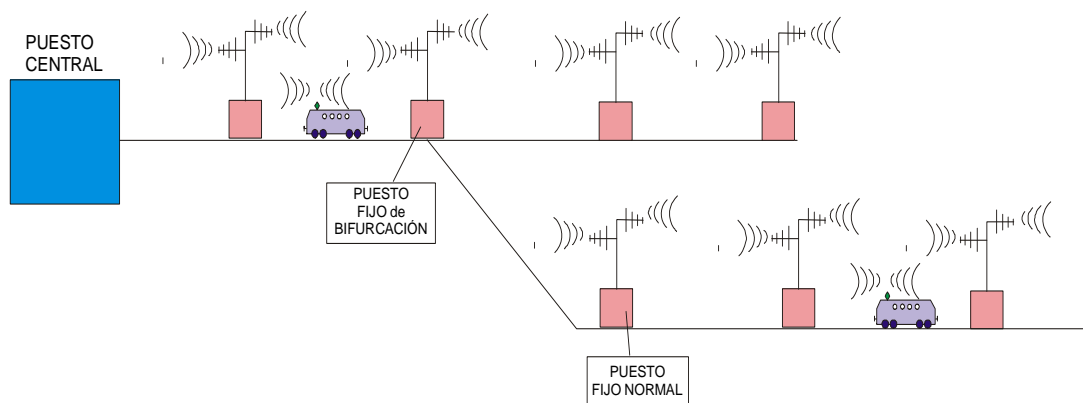 PUESTO
CENTRAL
PUESTO
FIJO de
BIFURCACIÓN
PUESTO
FIJO NORMAL